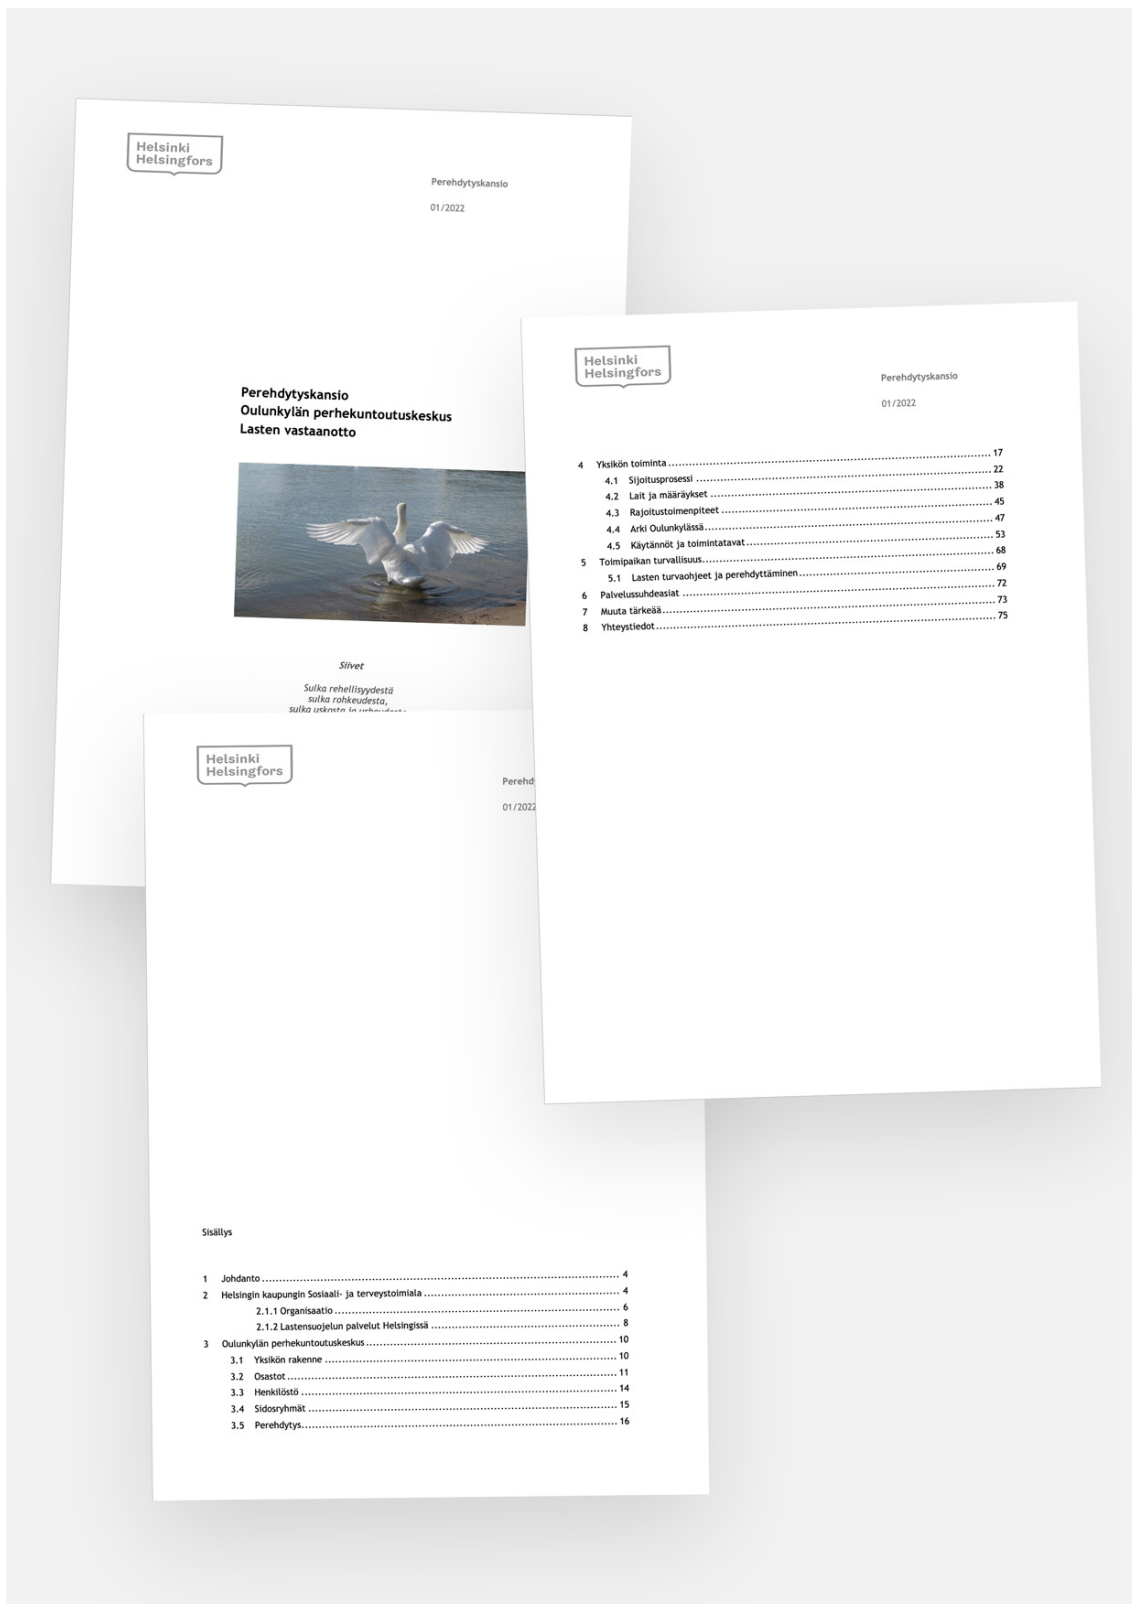 Helsinki
Helsingfors
Perehdytyskansio
01/2022
Perehdytyskansio
Oulunkylän perhekuntoutuskeskus
Lasten vastaanotto
Siivet
Sulka rehellisyydestä
sulka rohkeudesta,
sulka uskosta ja urheudesta
Helsinki
Helsingfors
Perehdytyskansio
01/2022
4 Yksikön toiminta 17
4.1 Sijoitusprosessi 22
4.2 Lait ja määräykset 38
4.3 Rajoitustoimenpiteet 45
4.4 Arki Oulunkylässä 47
4.5 Käytännöt ja toimintatavat 53
5 Toimipaikan turvallisuus 68
5.1 Lasten turvaohjeet ja perehdyttäminen 69
6 Palvelussuhdeasiat 72
7 Muuta tärkeää 73
8 Yhteystiedot 75
Helsinki
Helsingfors
Perehd
01/2022
Sisällys
1 Johdanto 4
2 Helsingin kaupungin Sosiaali- ja terveystoimiala 4
2.1.1 Organisaatio 6
2.1.2 Lastensuojelun palvelut Helsingissä 8
3 Oulunkylän perhekuntoutuskeskus 10
3.1 Yksikön rakenne 10
3.2 Osastot 11
3.3 Henkilöstö 14
3.4 Sidosryhmät 15
3.5 Perehdytys 16